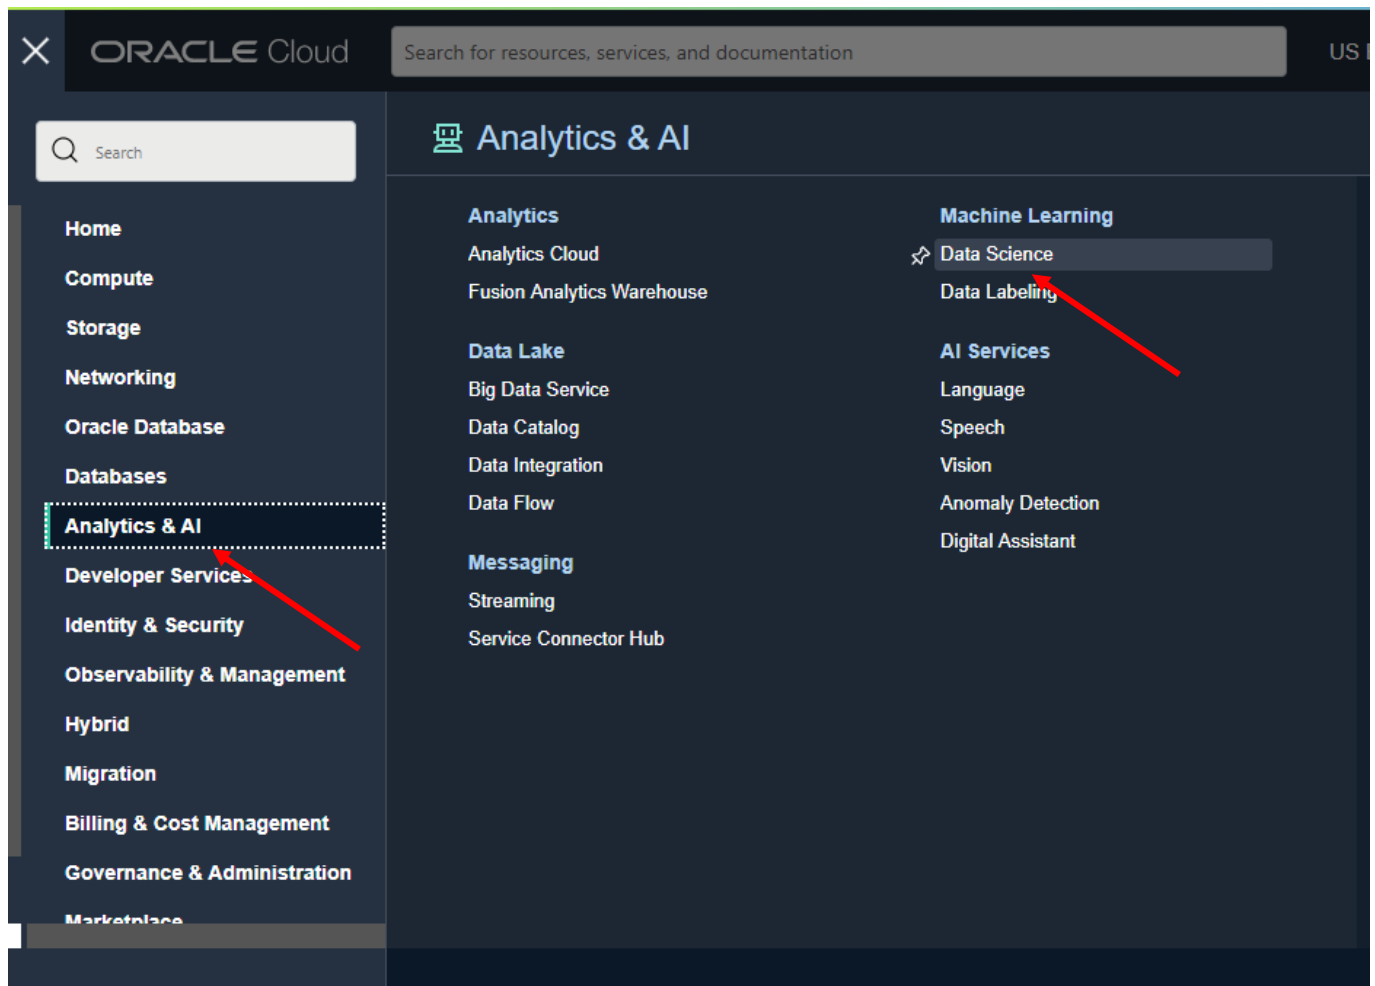 ORACLE Cloud
Search for resources, services, and documentation
US
Search
Home
Compute
Storage
Networking
Oracle Database
Databases
Analytics & AI
Developer Services
Identity & Security
Observability & Management
Hybrid
Migration
Billing & Cost Management
Governance & Administration
Marketplace
Analytics & AI
Analytics
Analytics Cloud
Fusion Analytics Warehouse
Data Lake
Big Data Service
Data Catalog
Data Integration
Data Flow
Messaging
Streaming
Service Connector Hub
Machine Learning
Data Science
Data Labeling
AI Services
Language
Speech
Vision
Anomaly Detection
Digital Assistant